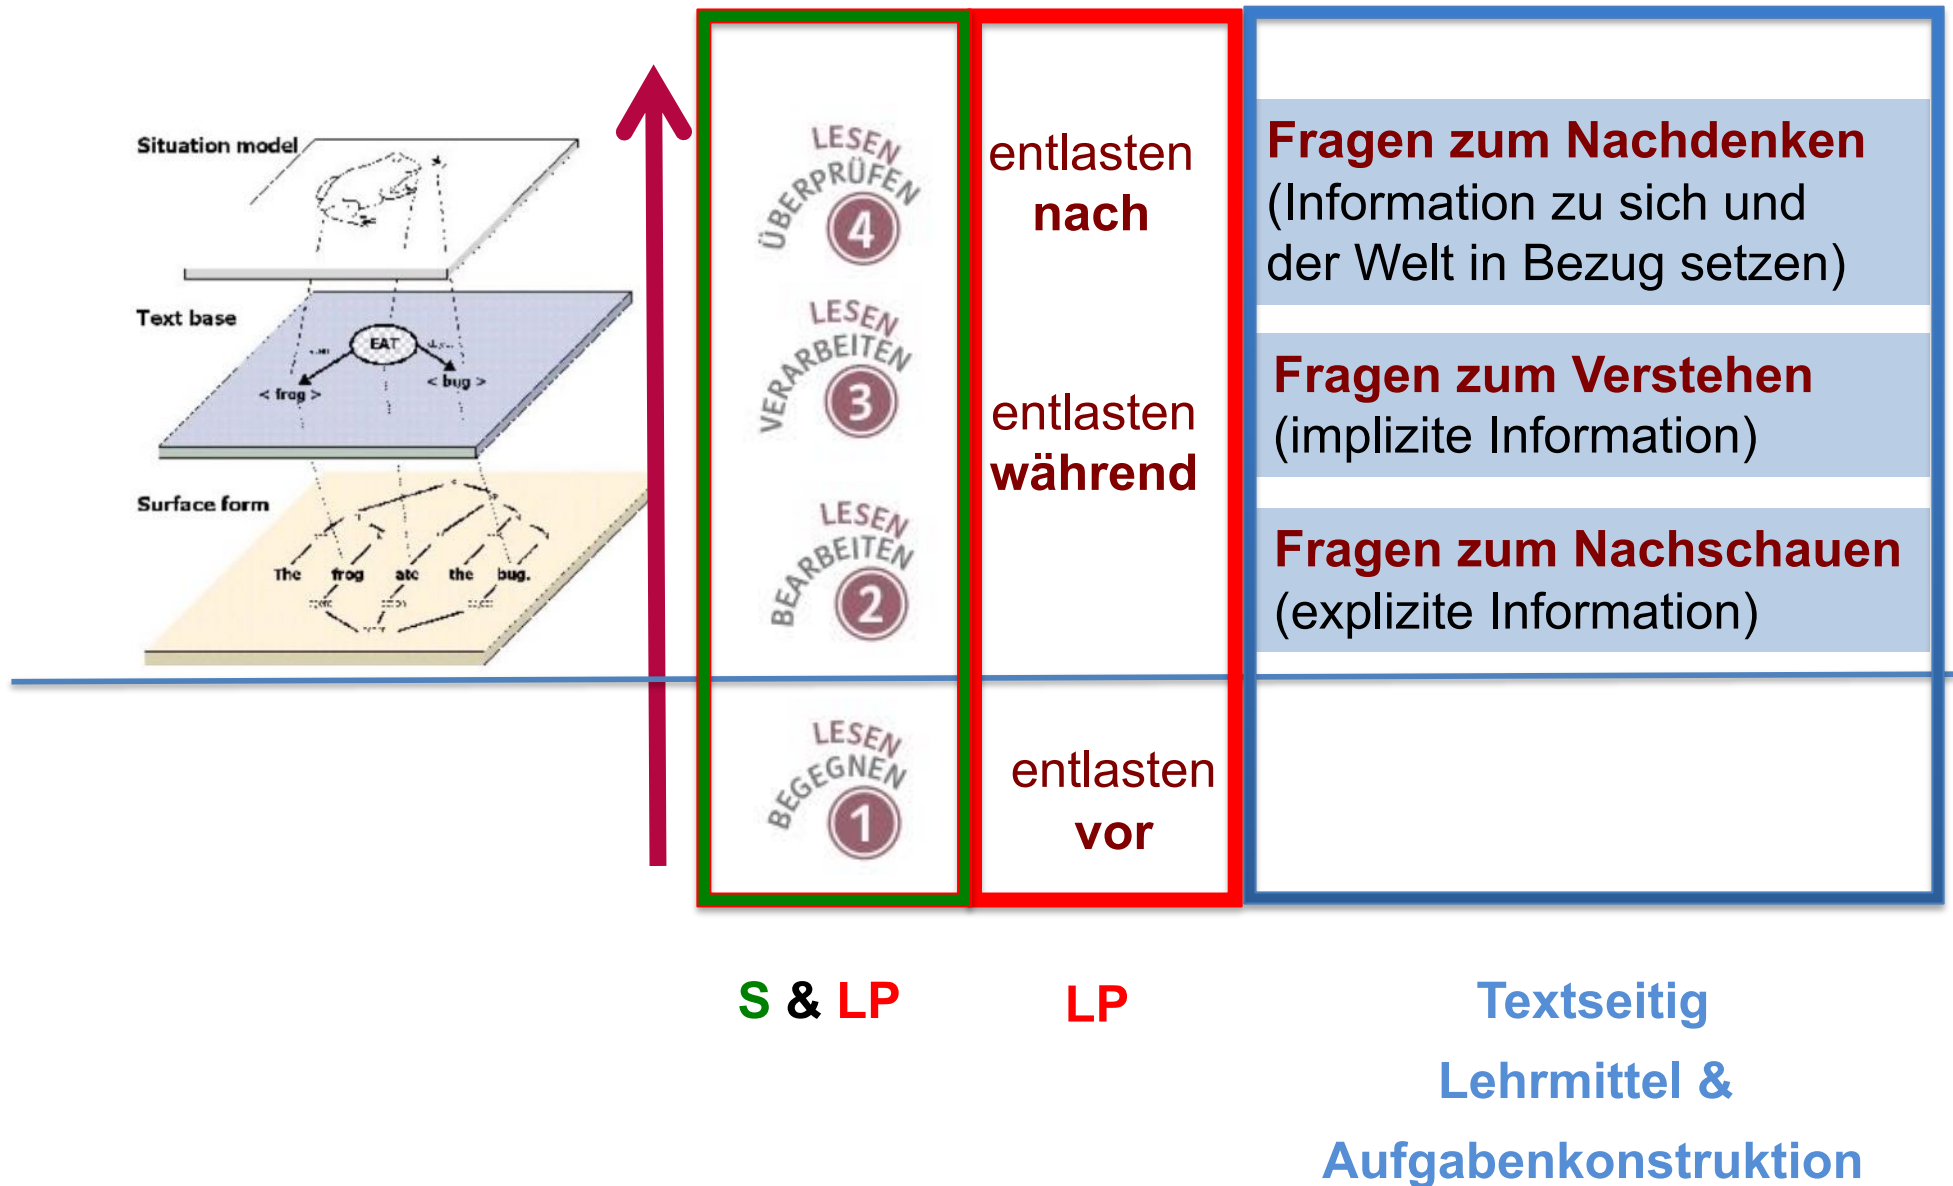 Situation model
Text base
EAT
< frog >
< bug >
Surface form
The frog ate the bug.
LESEN
ÜBERPRÜFEN
4
LESEN
VERARBEITEN
3
LESEN
BEARBEITEN
2
LESEN
BEGEGNEN
1
entlasten
nach
entlasten
während
entlasten
vor
Fragen zum Nachdenken
(Information zu sich und
der Welt in Bezug setzen)
Fragen zum Verstehen
(implizite Information)
Fragen zum Nachschauen
(explizite Information)
S & LP
LP
Textseitig
Lehrmittel &
Aufgabenkonstruktion